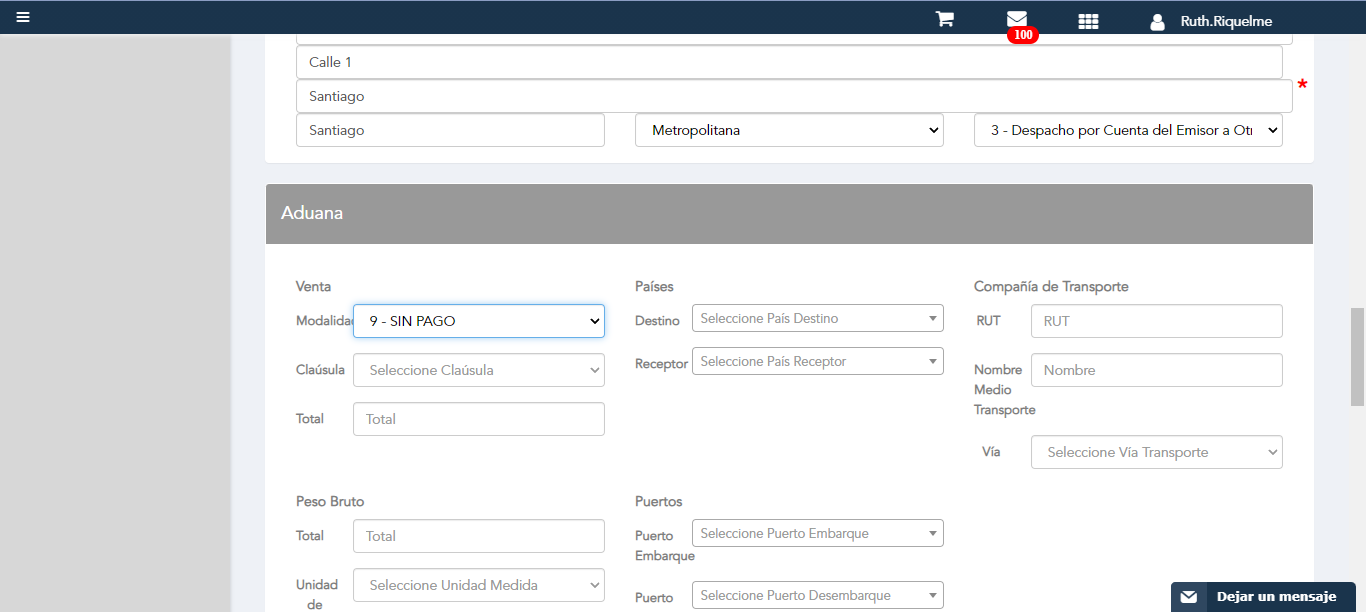 100
Ruth.Riquelme
Calle 1
Santiago
*
Santiago
Metropolitana
3 - Despacho por Cuenta del Emisor a Otr
Aduana
Venta
Modalidad
9 - SIN PAGO
Claúsula
Seleccione Claúsula
Total
Total
Países
Destino
Seleccione País Destino
Receptor
Seleccione País Receptor
Compañía de Transporte
RUT
RUT
Nombre
Medio
Transporte
Nombre
Vía
Seleccione Vía Transporte
Peso Bruto
Total
Total
Unidad
de
Seleccione Unidad Medida
Puertos
Puerto
Embarque
Seleccione Puerto Embarque
Puerto
Seleccione Puerto Desembarque
Dejar un mensaje